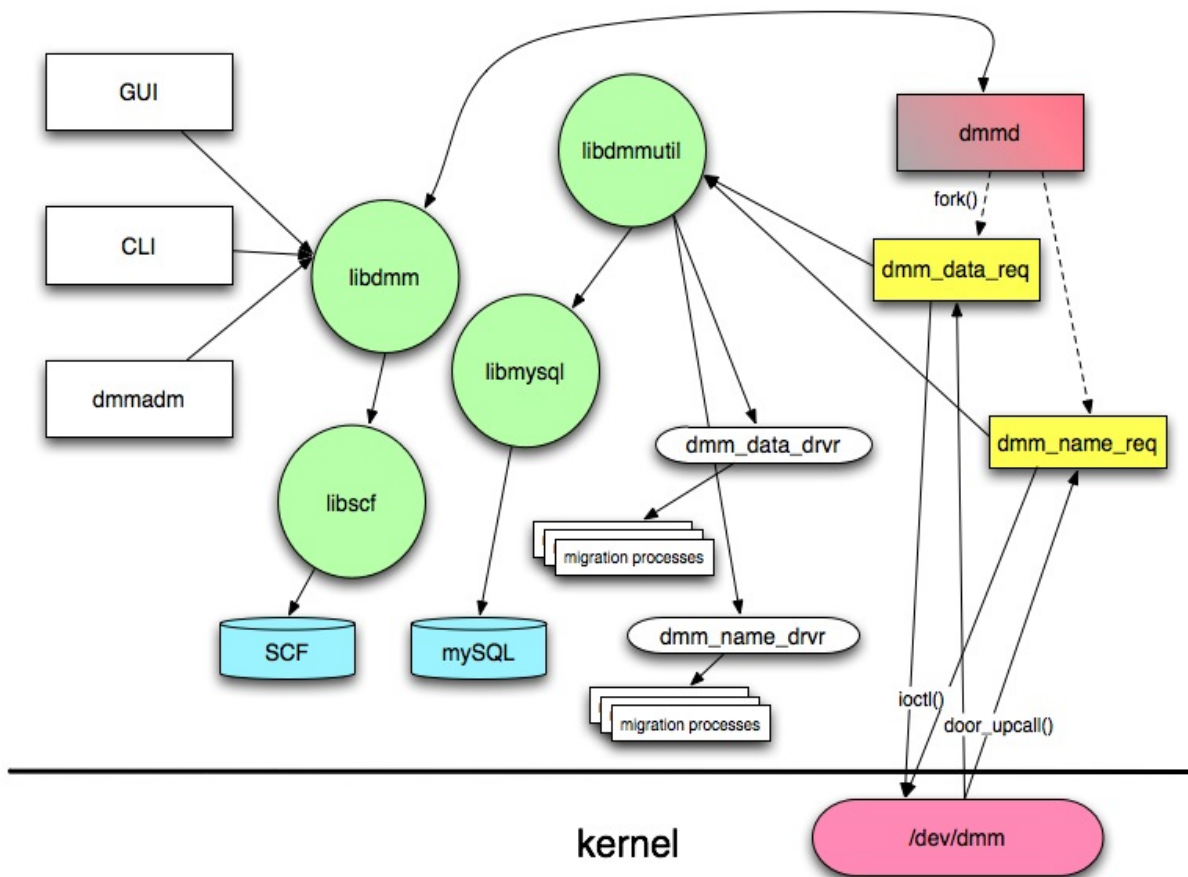 GUI
libdmmutil
dmmd
fork()
CLI
libdmm
dmm_data_req
dmmadm
libmysql
dmm_data_drvr
dmm_name_req
libscf
migration processes
SCF
mySQL
dmm_name_drvr
ioctl()
migration processes
door_upcall()
kernel
/dev/dmm